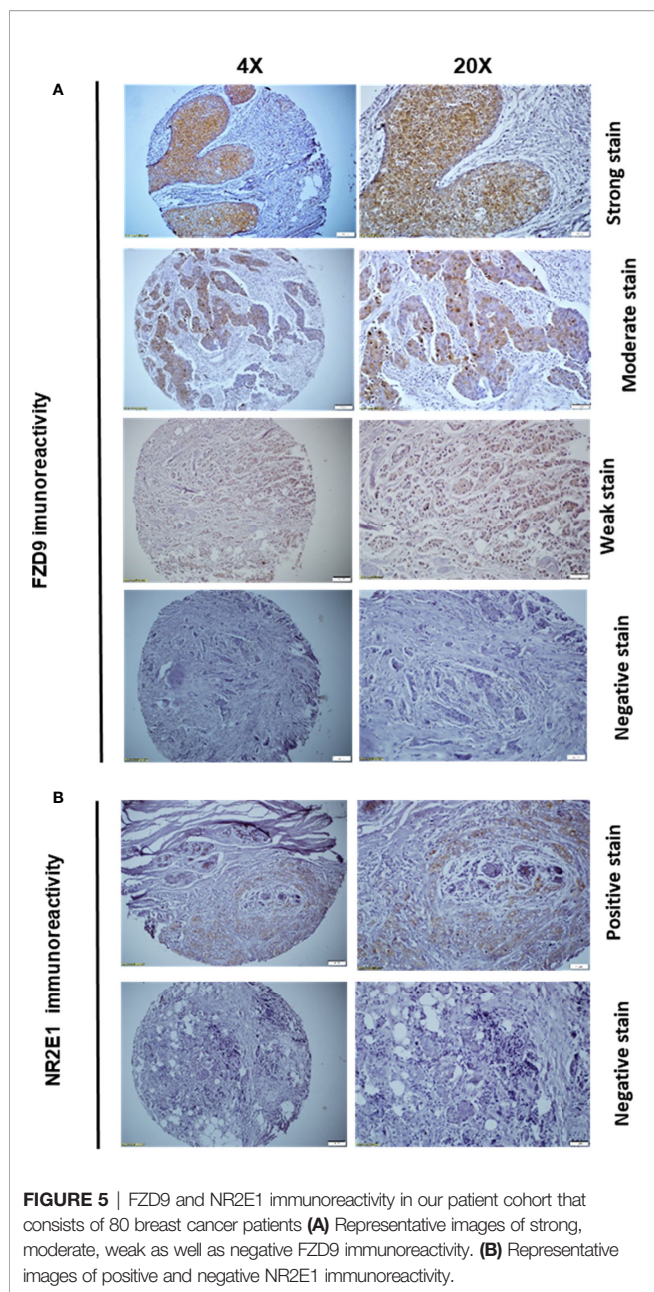 4X 20X
A
Strong stain
Moderate stain
Weak stain
Negative stain
FZD9 imunoreactivity
B
Positive stain
Negative stain
NR2E1 immunoreactivity
FIGURE 5 | FZD9 and NR2E1 immunoreactivity in our patient cohort that
consists of 80 breast cancer patients (A) Representative images of strong,
moderate, weak as well as negative FZD9 immunoreactivity. (B) Representative
images of positive and negative NR2E1 immunoreactivity.